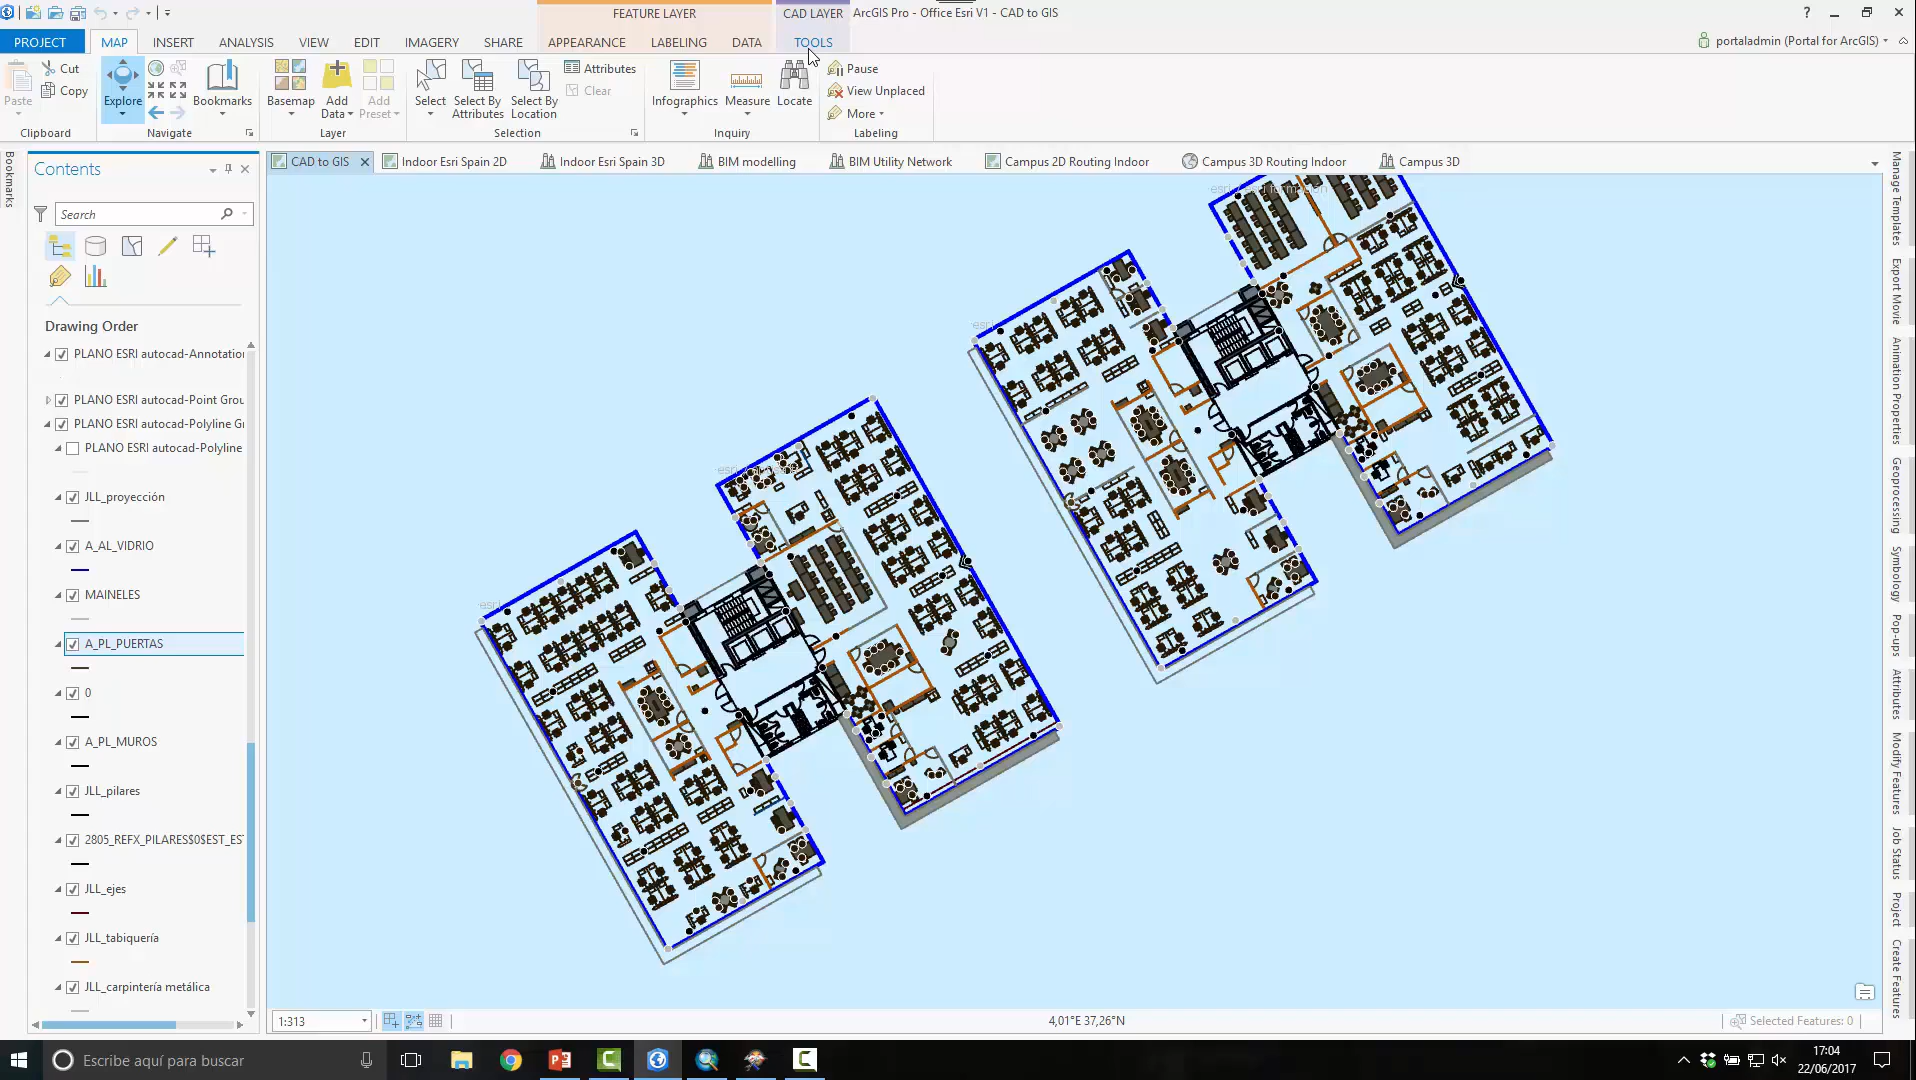 FEATURE LAYER
CAD LAYER
ArcGIS Pro - Office Esri V1 - CAD to GIS
?
PROJECT
MAP
INSERT
ANALYSIS
VIEW
EDIT
IMAGERY
SHARE
APPEARANCE
LABELING
DATA
TOOLS
portaladmin (Portal for ArcGIS)
Paste
Cut
Copy
Clipboard
Explore
Bookmarks
Navigate
Basemap
Add
Data
Add
Preset
Layer
Select
Select By
Attributes
Select By
Location
Attributes
Clear
Selection
Infographics
Measure
Locate
Inquiry
Pause
View Unplaced
More
Labeling
Bookmarks
Contents
Search
Drawing Order
PLANO ESRI autocad-Annotation
PLANO ESRI autocad-Point Grou
PLANO ESRI autocad-Polyline Gr
PLANO ESRI autocad-Polyline
JLL_proyección
A_AL_VIDRIO
MAINELES
A_PL_PUERTAS
0
A_PL_MUROS
JLL_pilares
2805_REFX_PILARES$0$EST_EST
JLL_ejes
JLL_tabiquería
JLL_carpintería metálica
CAD to GIS
Indoor Esri Spain 2D
Indoor Esri Spain 3D
BIM modelling
BIM Utility Network
Campus 2D Routing Indoor
Campus 3D Routing Indoor
Campus 3D
esri
esri
1:313
4,01°E 37,26°N
Selected Features: 0
Manage Templates
Export Movie
Animation Properties
Geoprocessing
Symbology
Pop-ups
Attributes
Modify Features
Job Status
Project
Create Features
Escribe aquí para buscar
17:04
22/06/2017